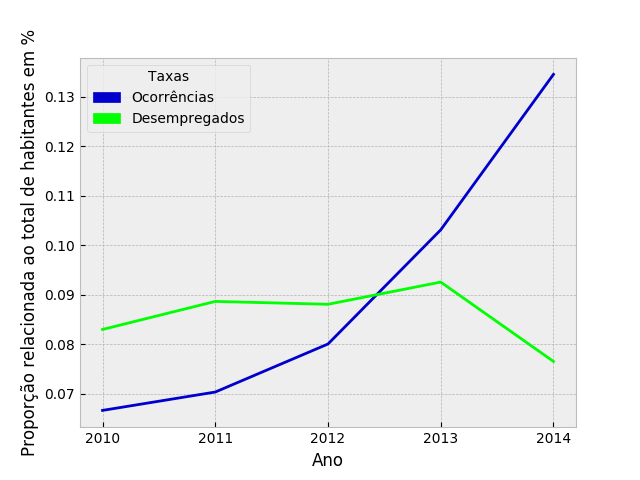 Proporção relacionada ao total de habitantes em %
Taxas
Ocorrências
Desempregados
0.13
0.12
0.11
0.10
0.09
0.08
0.07
2010 2011 2012 2013 2014
Ano